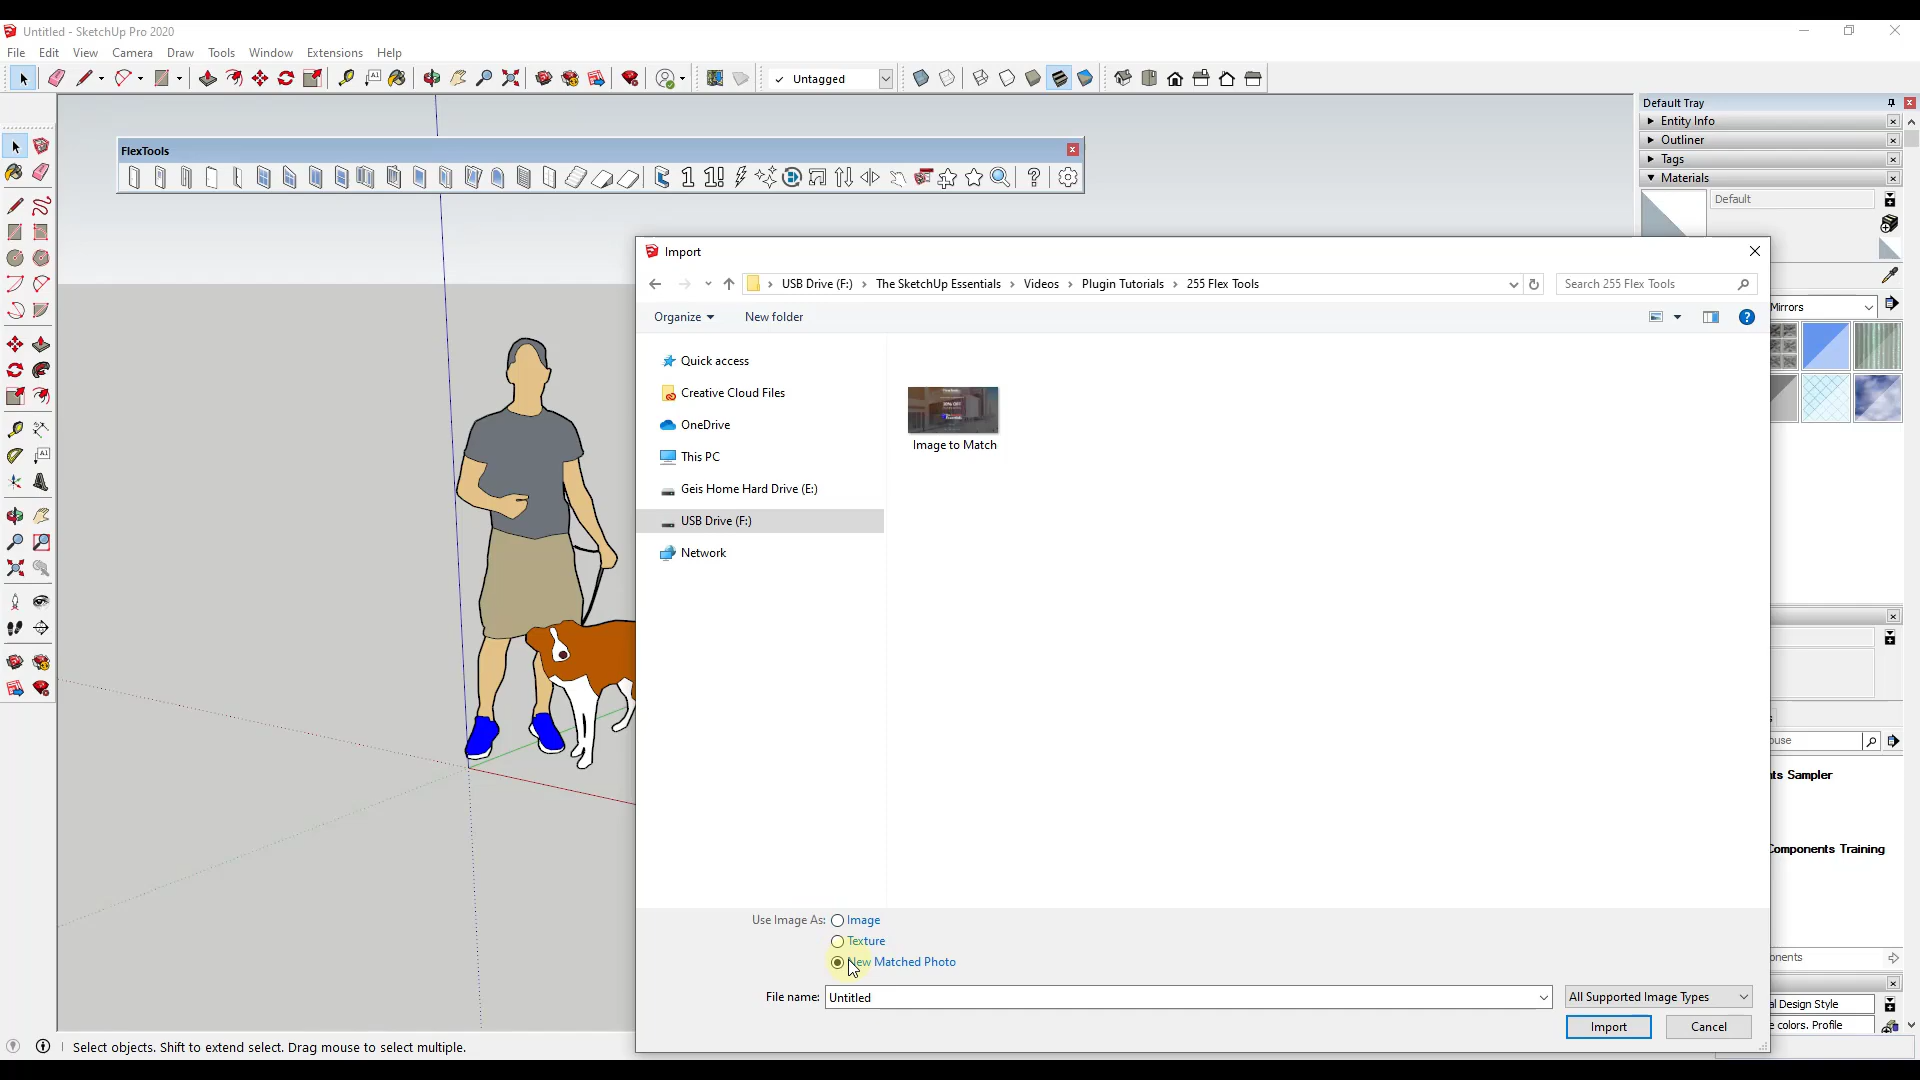 Untitled - SketchUp Pro 2020
File Edit View Camera Draw Tools Window Extensions Help
Untagged
Default Tray
Entity Info
Outliner
Tags
Materials
Default
FlexTools
Import
USB Drive (F:) The SketchUp Essentials Videos Plugin Tutorials 255 Flex Tools
Search 255 Flex Tools
Organize New folder
Mirrors
Quick access
Creative Cloud Files
OneDrive
This PC
Geis Home Hard Drive (E:)
USB Drive (F:)
Network
Image to Match
ouse
nts Sampler
Components Training
onents
al Design Style
e colors. Profile
Use Image As: Image
Texture
New Matched Photo
File name: Untitled
All Supported Image Types
Import Cancel
Select objects. Shift to extend select. Drag mouse to select multiple.